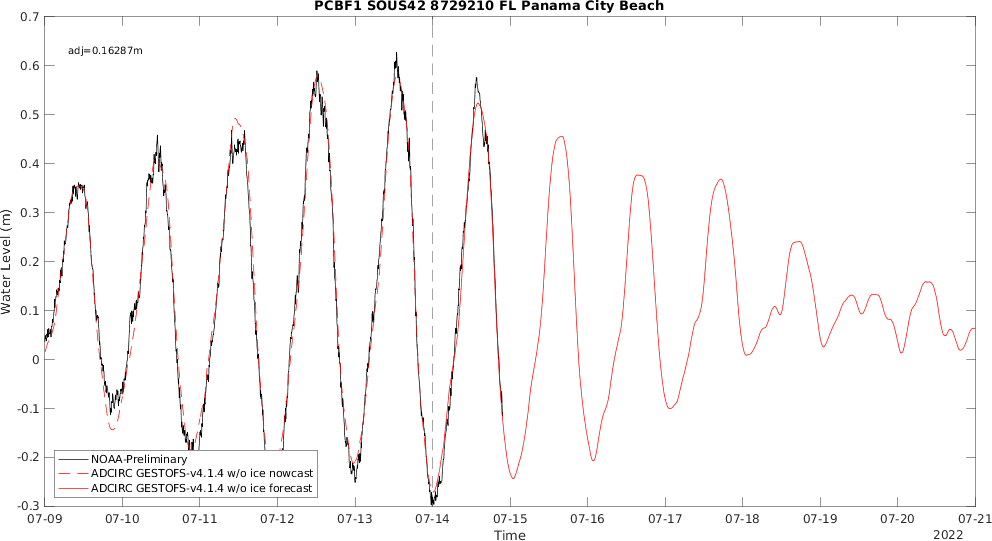 PCBF1 SOUS42 8729210 FL Panama City Beach
adj=0.16287m
0.7
0.6
0.5
0.4
0.3
0.2
0.1
0
-0.1
-0.2
-0.3
Water Level (m)
NOAA-Preliminary
ADCIRC GESTOFS-v4.1.4 w/o ice nowcast
ADCIRC GESTOFS-v4.1.4 w/o ice forecast
07-09 07-10 07-11 07-12 07-13 07-14 07-15 07-16 07-17 07-18 07-19 07-20 07-21
Time
2022